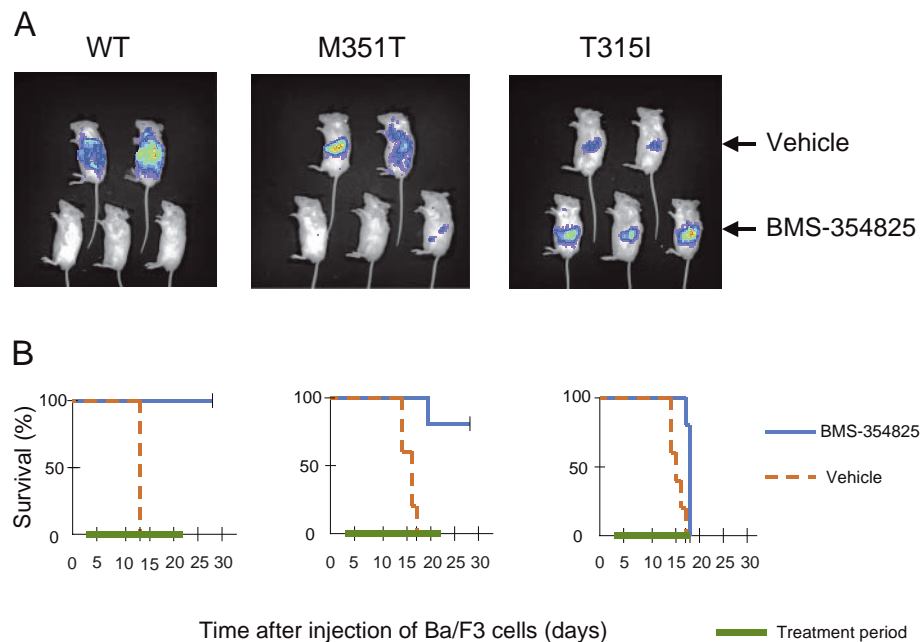 A
WT M351T T315I
Vehicle
BMS-354825
B
Survival (%)
100 100 100
50 50 50
0 0 0
0 5 10 15 20 25 30 0 5 10 15 20 25 30 0 5 10 15 20 25 30
BMS-354825
Vehicle
Time after injection of Ba/F3 cells (days)
Treatment period